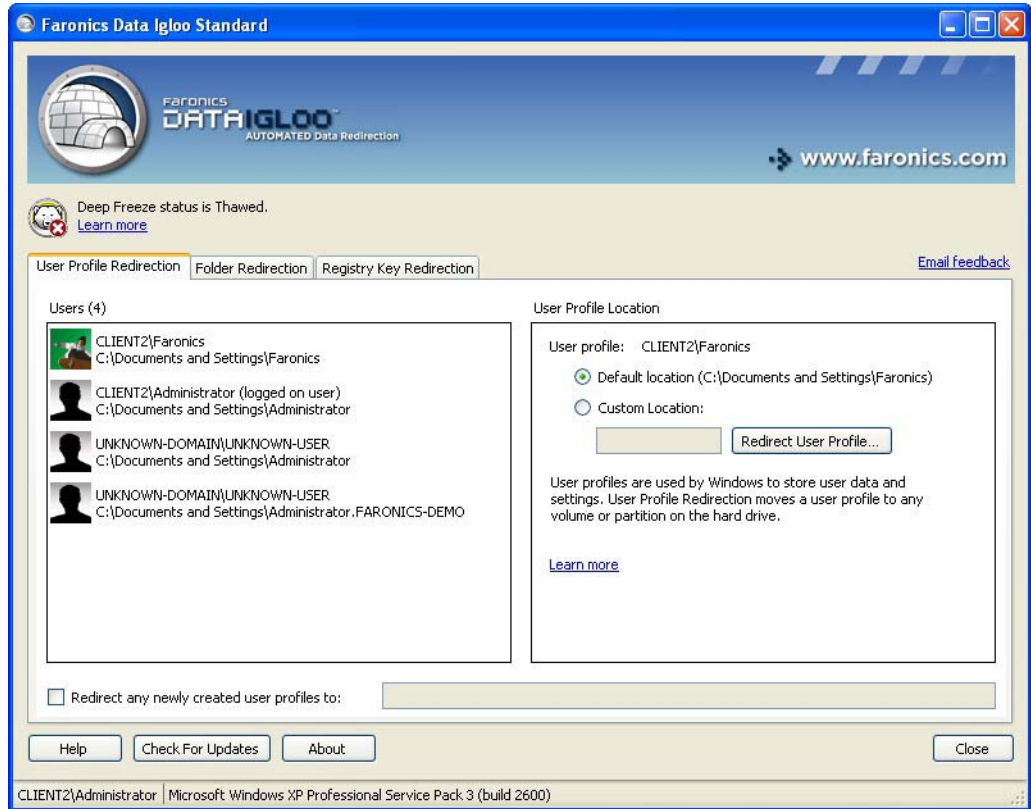 Faronics Data Igloo Standard
FARONICS
DATAIGLOO™
AUTOMATED Data Redirection
www.faronics.com
Deep Freeze status is Thawed.
Learn more
User Profile Redirection
Folder Redirection
Registry Key Redirection
Email feedback
Users (4)
CLIENT2\Faronics
C:\Documents and Settings\Faronics
CLIENT2\Administrator (logged on user)
C:\Documents and Settings\Administrator
UNKNOWN-DOMAIN\UNKNOWN-USER
C:\Documents and Settings\Administrator
UNKNOWN-DOMAIN\UNKNOWN-USER
C:\Documents and Settings\Administrator.FARONICS-DEMO
User Profile Location
User profile: CLIENT2\Faronics
Default location (C:\Documents and Settings\Faronics)
Custom Location:
Redirect User Profile...
User profiles are used by Windows to store user data and
settings. User Profile Redirection moves a user profile to any
volume or partition on the hard drive.
Learn more
Redirect any newly created user profiles to:
Help
Check For Updates
About
Close
CLIENT2\Administrator
Microsoft Windows XP Professional Service Pack 3 (build 2600)